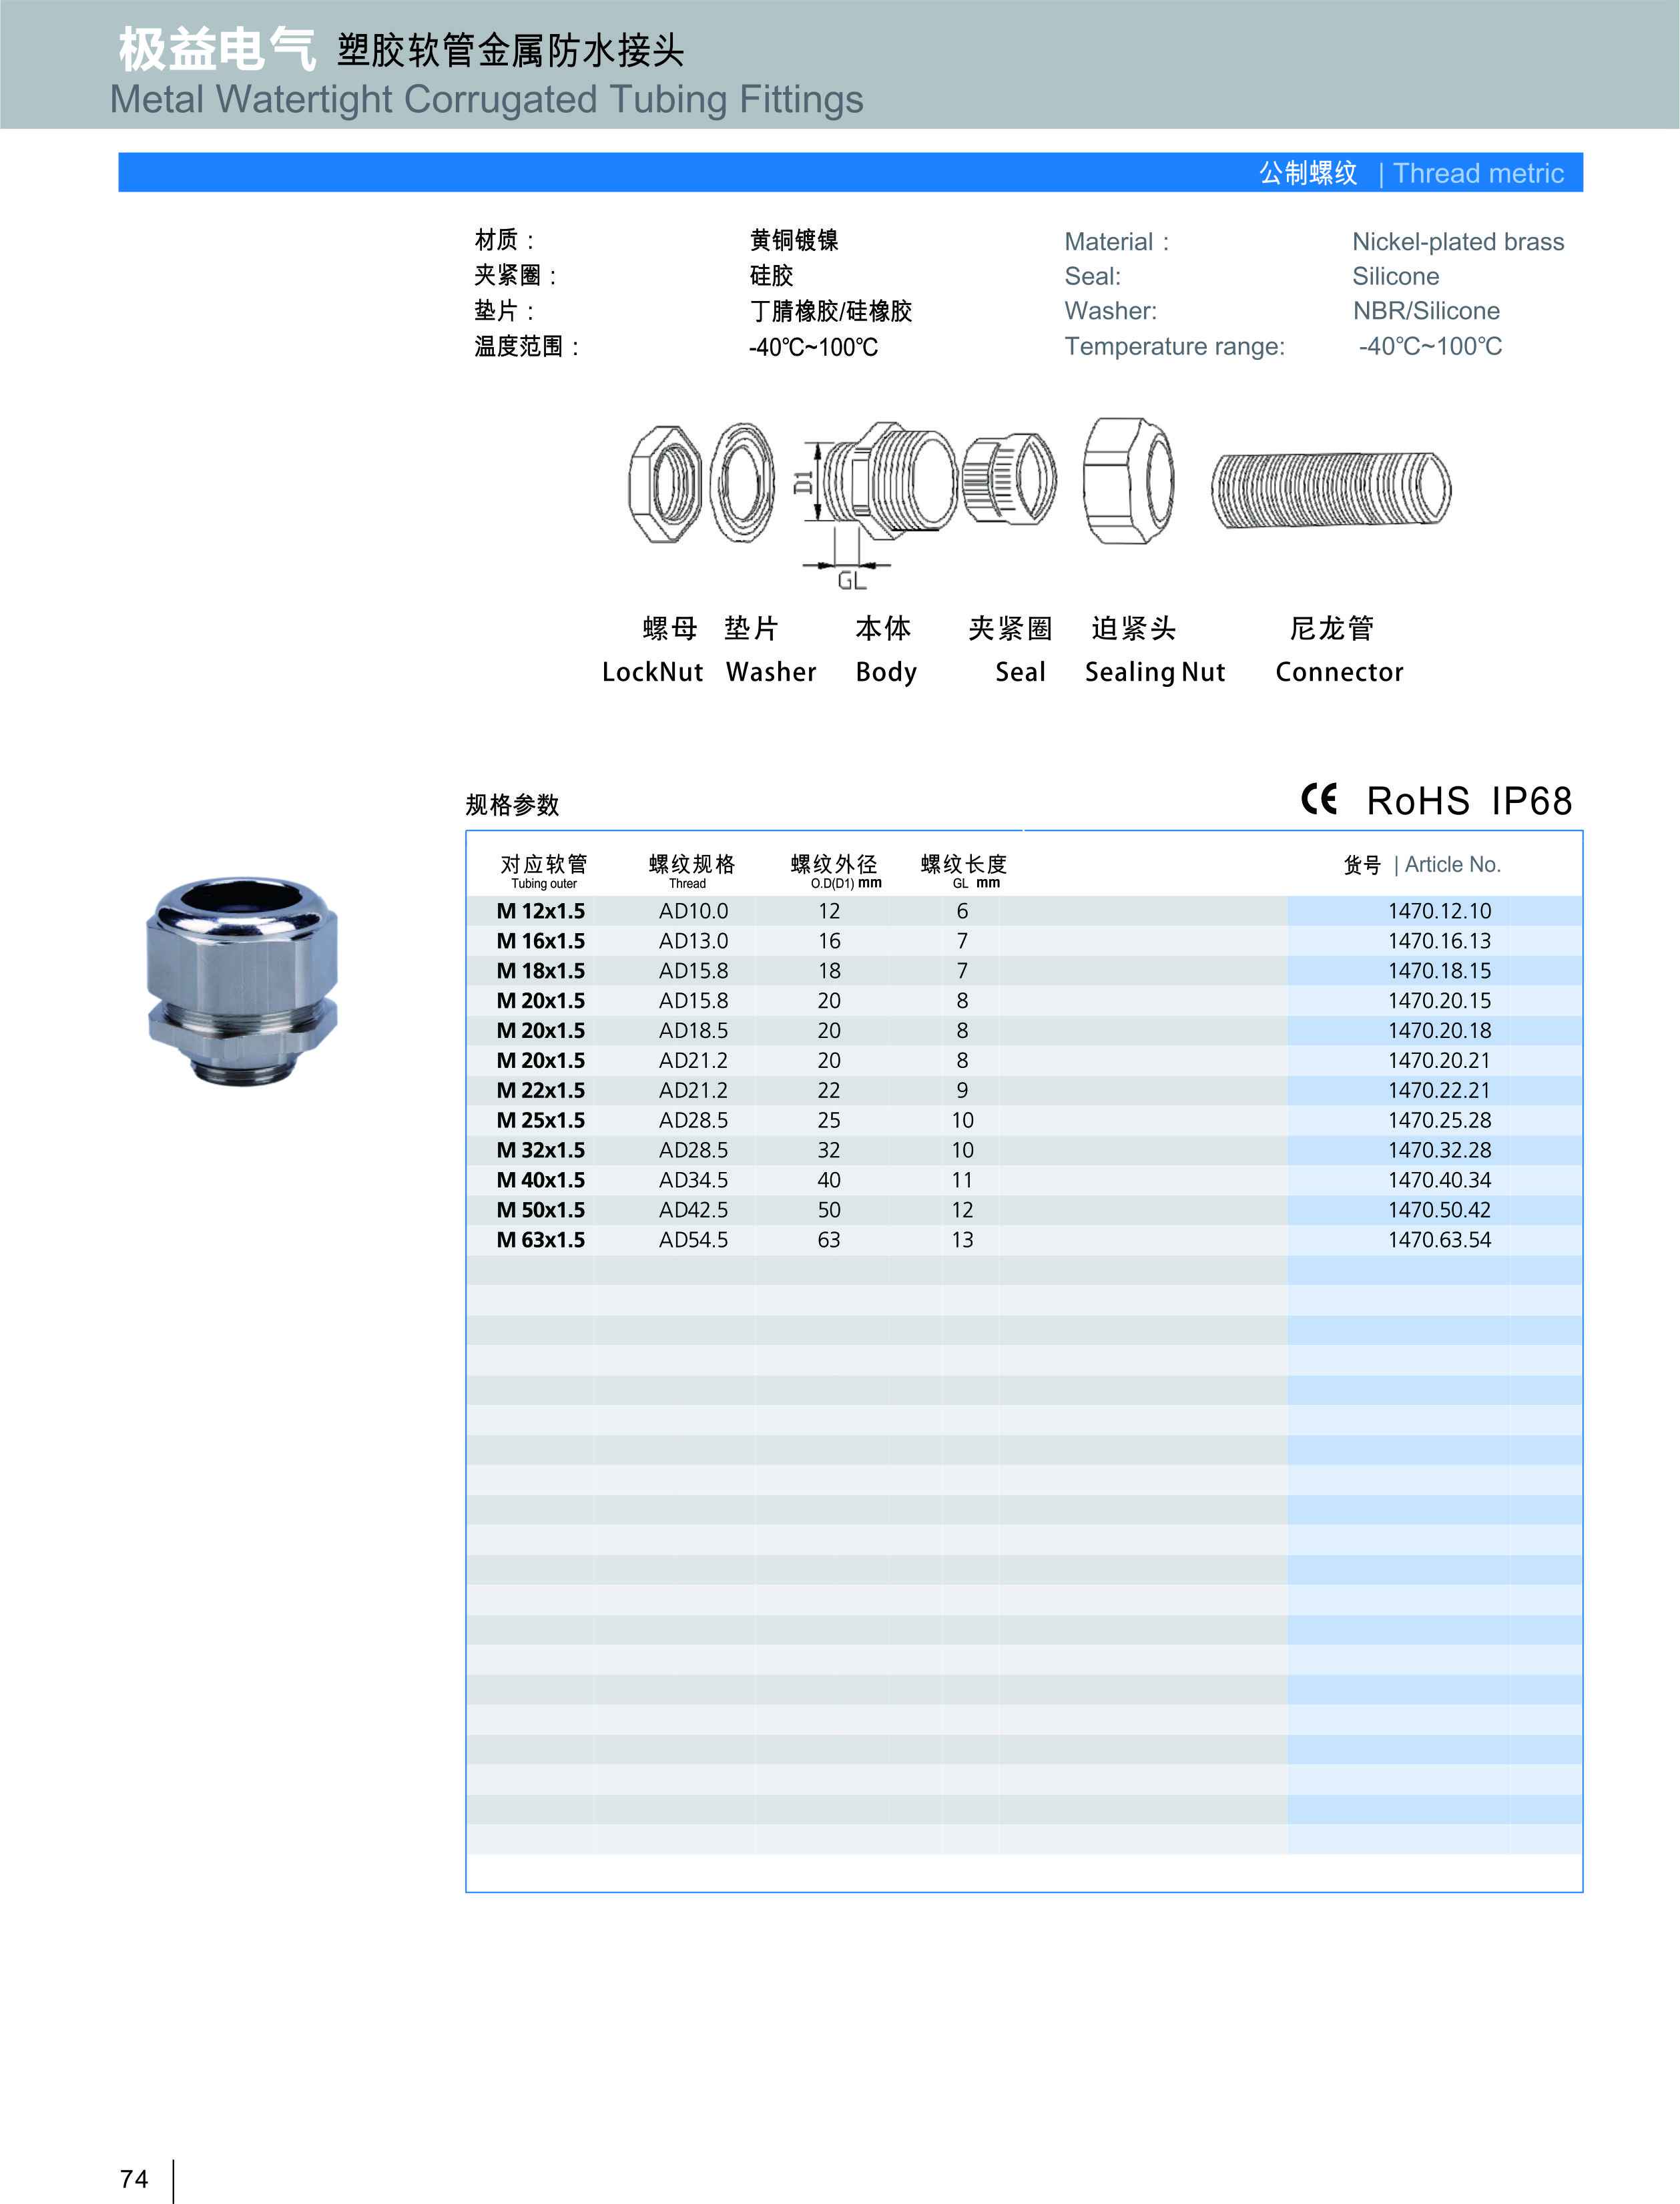 极益电气 塑胶软管金属防水接头
Metal Watertight Corrugated Tubing Fittings
公制螺纹 | Thread metric
材质： 黄铜镀镍 Material： Nickel-plated brass
夹紧圈： 硅胶 Seal: Silicone
垫片： 丁腈橡胶/硅橡胶 Washer: NBR/Silicone
温度范围： -40℃~100℃ Temperature range: -40℃~100℃
D1
GL
螺母 垫片 本体 夹紧圈 迫紧头 尼龙管
LockNut Washer Body Seal Sealing Nut Connector
规格参数 CE RoHS IP68
对应软管 螺纹规格 螺纹外径 螺纹长度 货号 | Article No.
Tubing outer Thread O.D(D1) mm GL mm
M 12x1.5 AD10.0 12 6 1470.12.10
M 16x1.5 AD13.0 16 7 1470.16.13
M 18x1.5 AD15.8 18 7 1470.18.15
M 20x1.5 AD15.8 20 8 1470.20.15
M 20x1.5 AD18.5 20 8 1470.20.18
M 20x1.5 AD21.2 20 8 1470.20.21
M 22x1.5 AD21.2 22 9 1470.22.21
M 25x1.5 AD28.5 25 10 1470.25.28
M 32x1.5 AD28.5 32 10 1470.32.28
M 40x1.5 AD34.5 40 11 1470.40.34
M 50x1.5 AD42.5 50 12 1470.50.42
M 63x1.5 AD54.5 63 13 1470.63.54
74